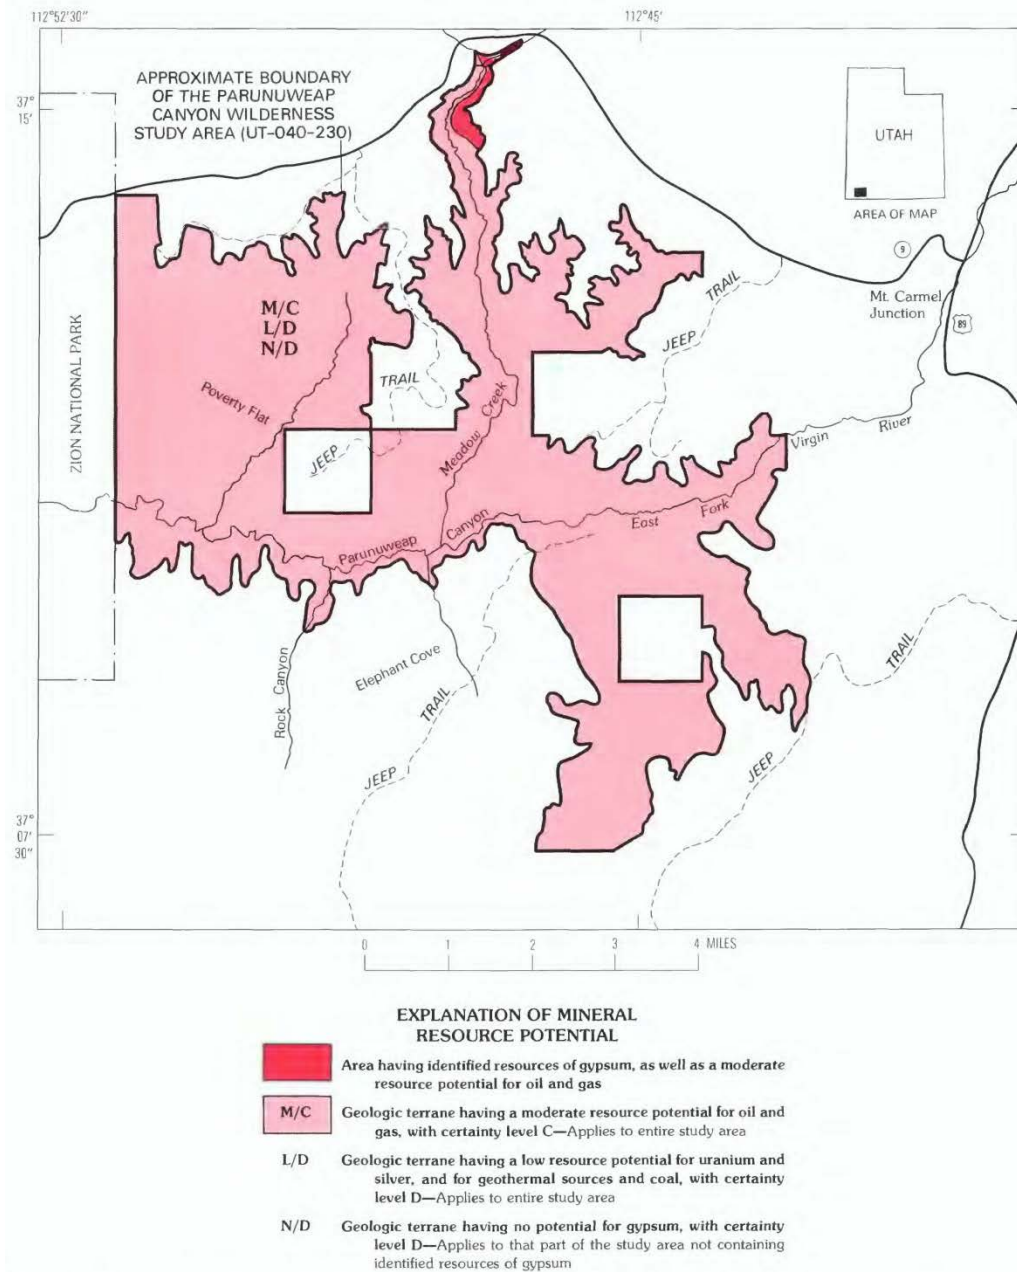 112°52'30"
112°45'
APPROXIMATE BOUNDARY
OF THE PARUNUWEAP
CANYON WILDERNESS
STUDY AREA (UT-040-230)
37°
15'
UTAH
AREA OF MAP
9
TRAIL
JEEP
Mt. Carmel
Junction
89
M/C
L/D
N/D
ZION NATIONAL PARK
Poverty Flat
TRAIL
JEEP
Meadow Creek
Virgin River
East Fork
Parunuweap Canyon
Rock Canyon
Elephant Cove
TRAIL
JEEP
TRAIL
JEEP
37°
07'
30"
0 1 2 3 4 MILES
EXPLANATION OF MINERAL
RESOURCE POTENTIAL
Area having identified resources of gypsum, as well as a moderate
resource potential for oil and gas
M/C Geologic terrane having a moderate resource potential for oil and
gas, with certainty level C—Applies to entire study area
L/D Geologic terrane having a low resource potential for uranium and
silver, and for geothermal sources and coal, with certainty
level D—Applies to entire study area
N/D Geologic terrane having no potential for gypsum, with certainty
level D—Applies to that part of the study area not containing
identified resources of gypsum